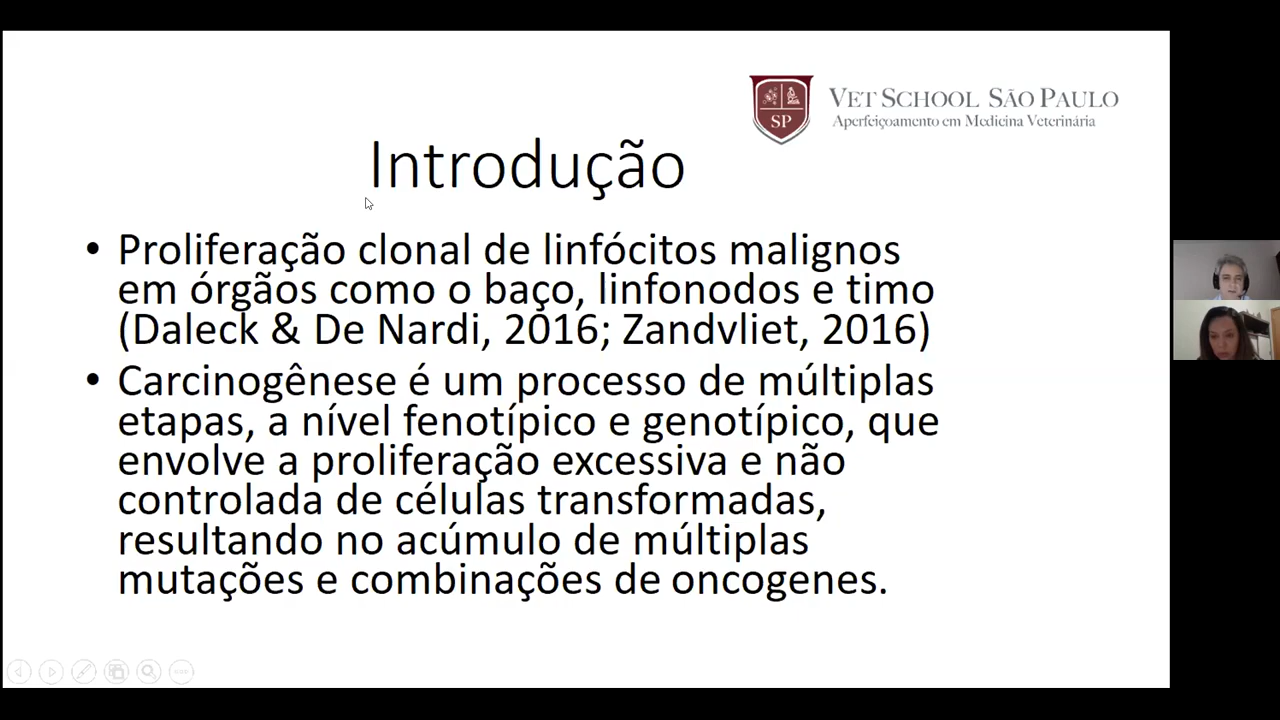 VET SCHOOL SÃO PAULO
Aperfeiçoamento em Medicina Veterinária
SP
Introdução
• Proliferação clonal de linfócitos malignos
em órgãos como o baço, linfonodos e timo
(Daleck & De Nardi, 2016; Zandvliet, 2016)
• Carcinogênese é um processo de múltiplas
etapas, a nível fenotípico e genotípico, que
envolve a proliferação excessiva e não
controlada de células transformadas,
resultando no acúmulo de múltiplas
mutações e combinações de oncogenes.